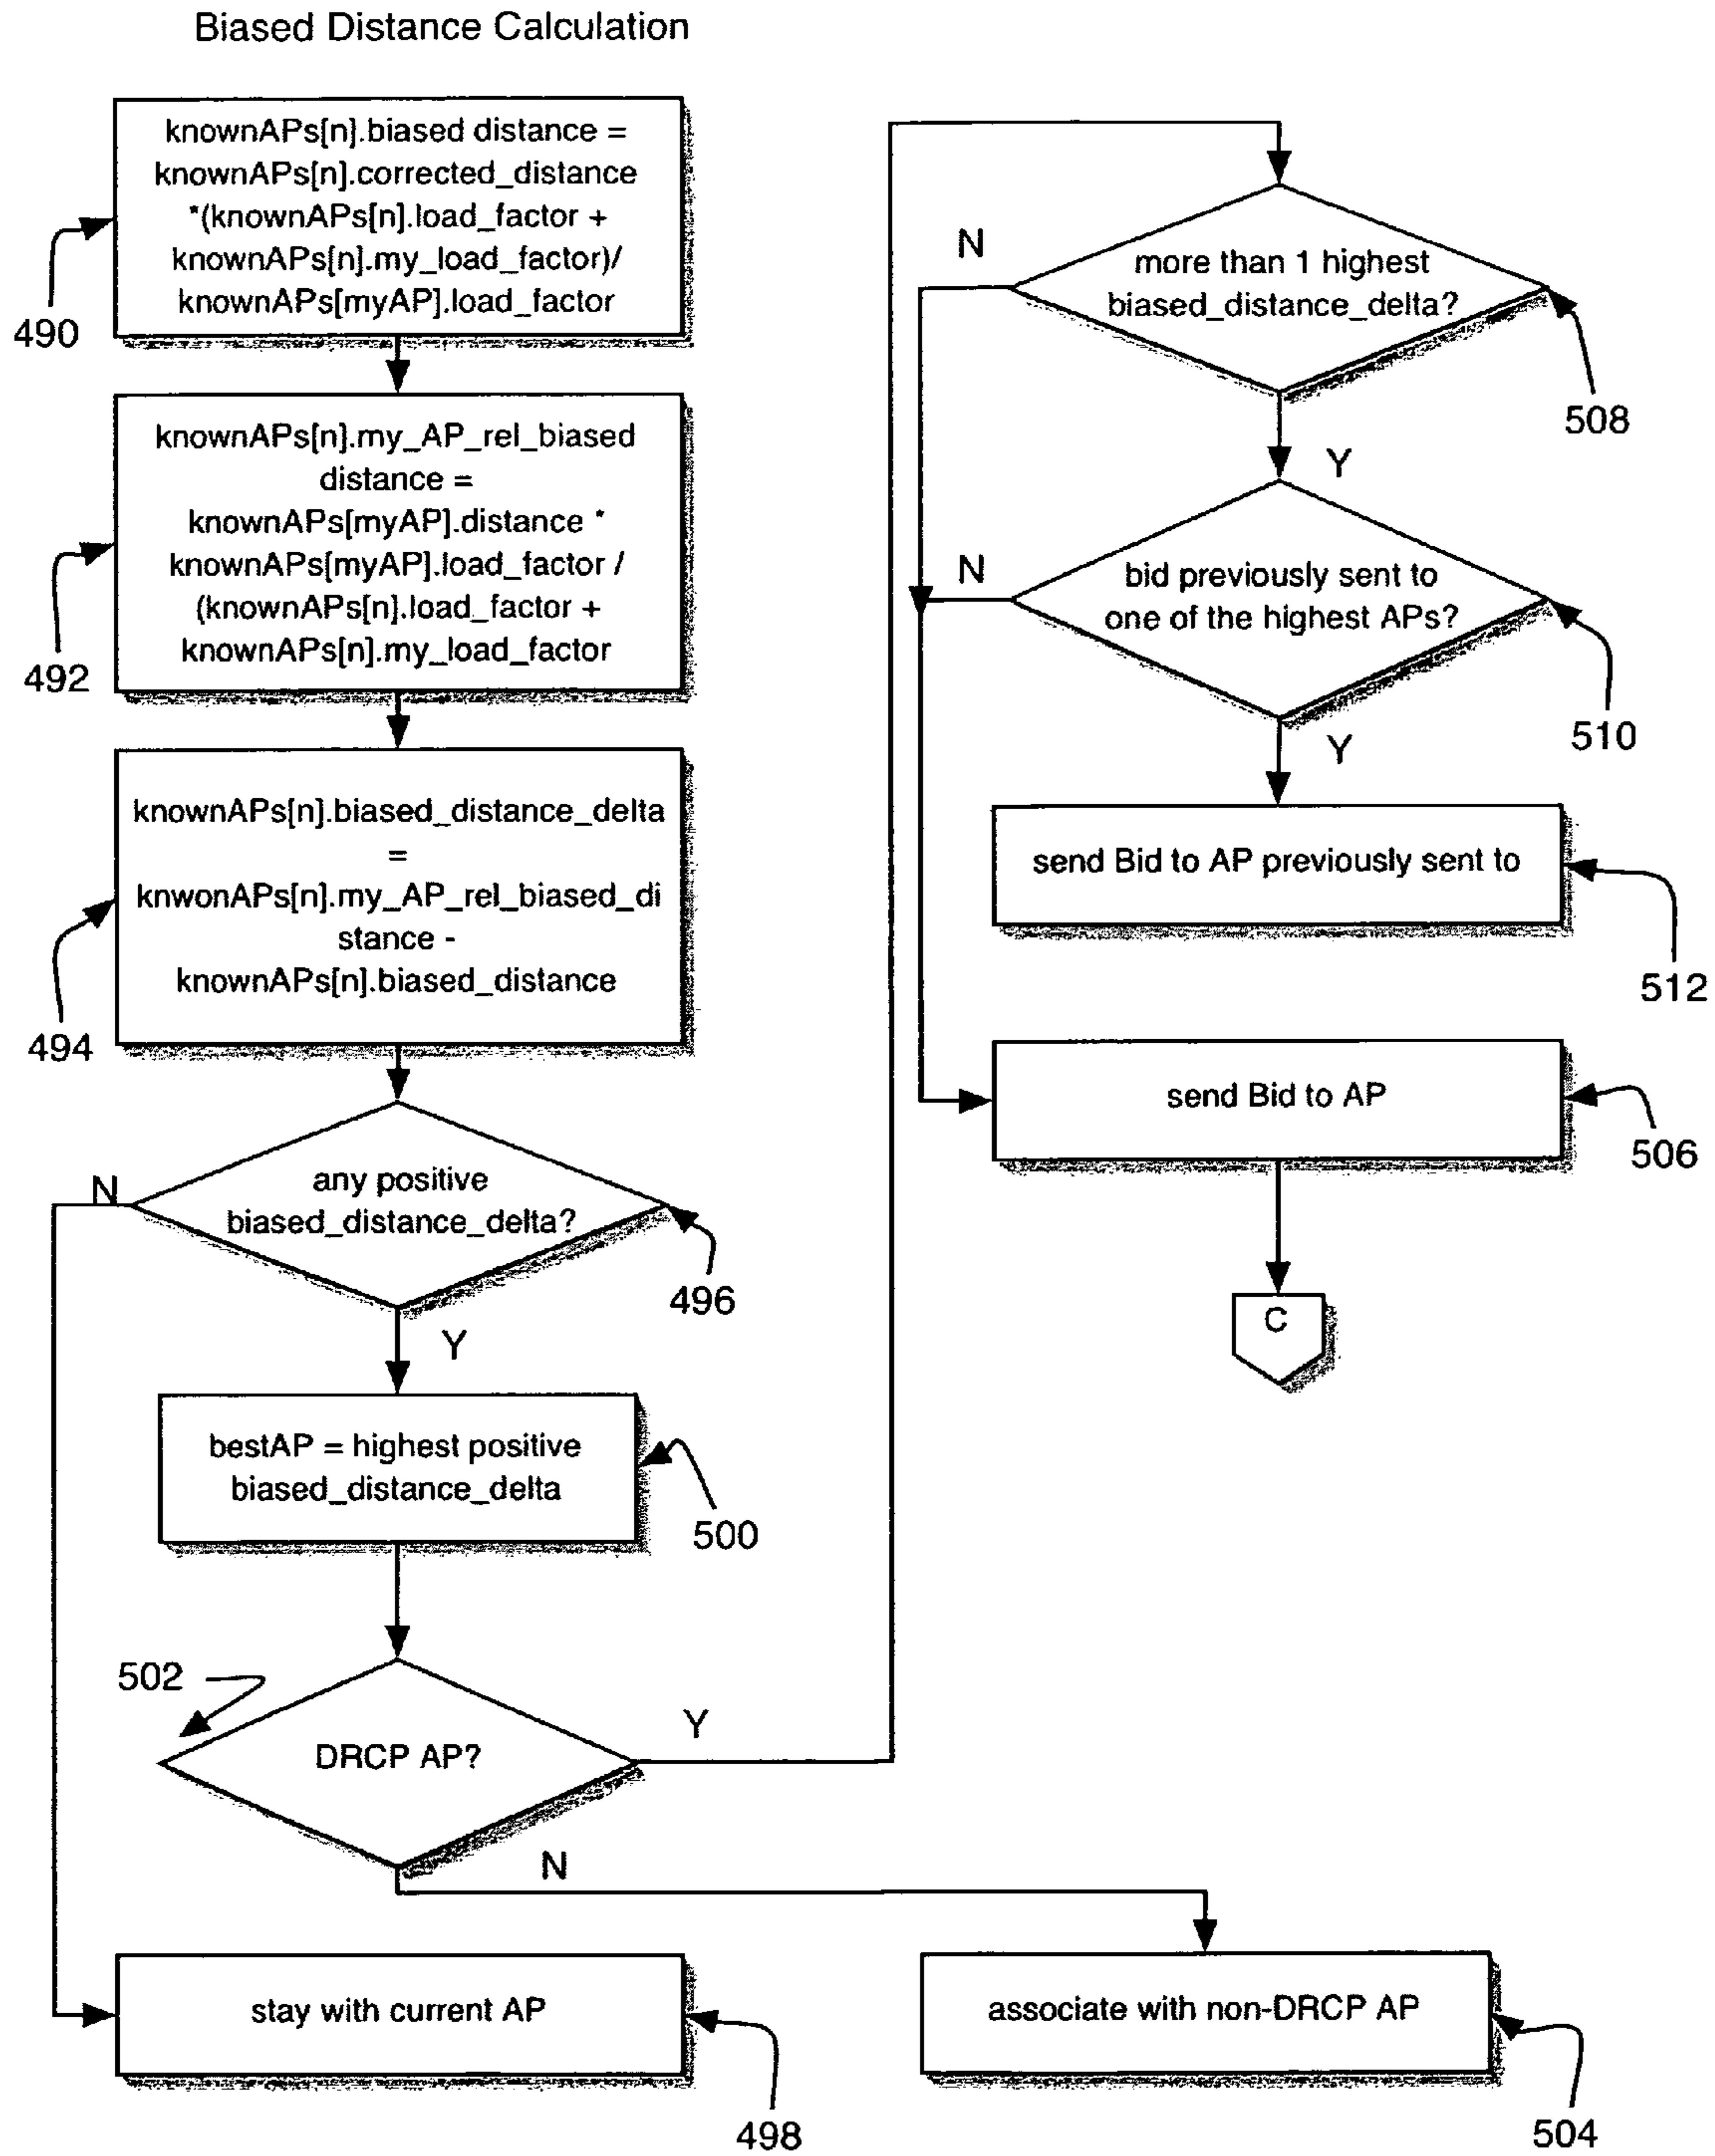 Biased Distance Calculation
knownAPs[n].biased distance =
knownAPs[n].corrected_distance
*(knownAPs[n].load_factor +
knownAPs[n].my_load_factor)/
knownAPs[myAP].load_factor
490
knownAPs[n].my_AP_rel_biased
distance =
knownAPs[myAP].distance *
knownAPs[myAP].load_factor /
(knownAPs[n].load_factor +
knownAPs[n].my_load_factor
492
knownAPs[n].biased_distance_delta
=
knwonAPs[n].my_AP_rel_biased_di
stance -
knownAPs[n].biased_distance
494
any positive
biased_distance_delta?
N
496
Y
bestAP = highest positive
biased_distance_delta
500
502
DRCP AP?
Y
N
stay with current AP
498
associate with non-DRCP AP
504
more than 1 highest
biased_distance_delta?
N
508
Y
bid previously sent to
one of the highest APs?
N
510
Y
send Bid to AP previously sent to
512
send Bid to AP
506
C